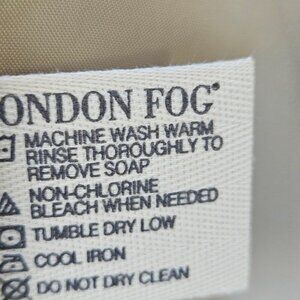 ONDON FOG®
MACHINE WASH WARM
RINSE THOROUGHLY TO
REMOVE SOAP
NON-CHLORINE
BLEACH WHEN NEEDED
TUMBLE DRY LOW
COOL IRON
DO NOT DRY CLEAN